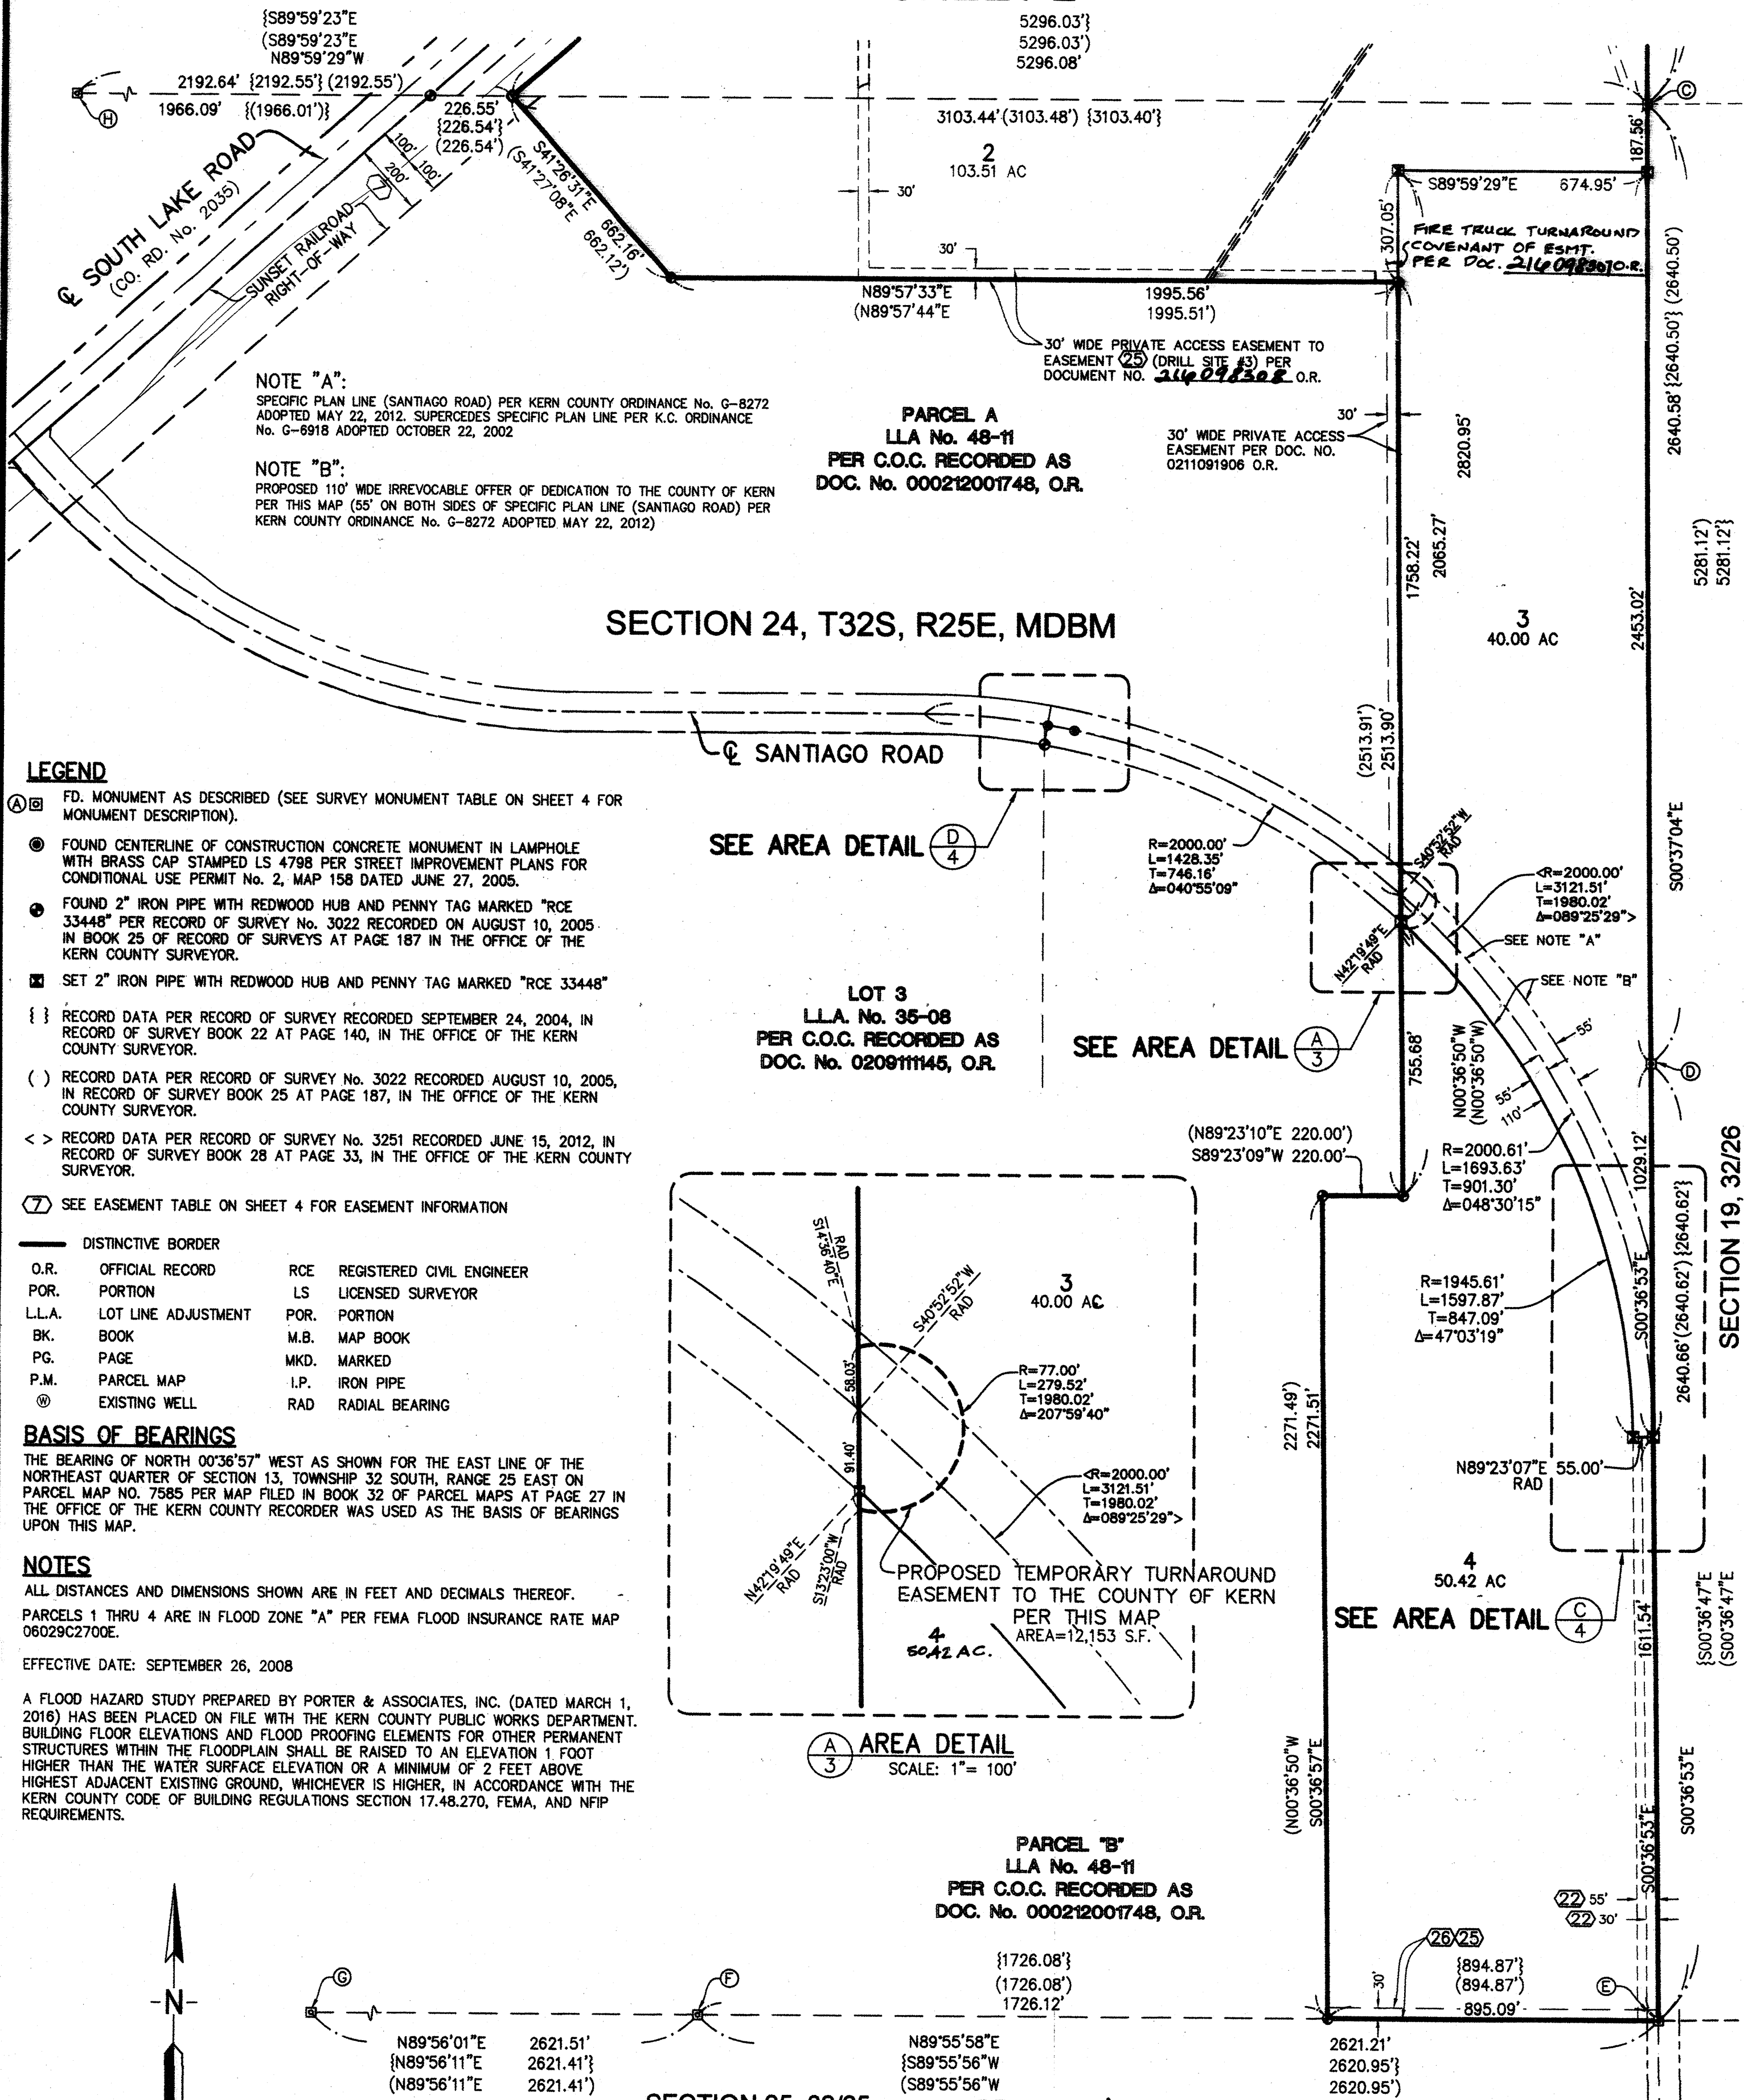 {S89°59'23"E
(S89°59'23"E
N89°59'29"W
5296.03'}
5296.03')
5296.08'
2192.64' {2192.55'} (2192.55')
1966.09' {(1966.01')}
H
226.55'
{226.54'}
(226.54')
3103.44'(3103.48') {3103.40'}
C
187.56'
2
103.51 AC
30'
30'
S89°59'29"E 674.95'
307.05'
FIRE TRUCK TURNAROUND
COVENANT OF ESMT.
PER DOC. 216098307 O.R.
℄ SOUTH LAKE ROAD
(CO. RD. No. 2035)
100'
100'
200'
7
SUNSET RAILROAD
RIGHT-OF-WAY
S41°26'31"E 662.16'
(S41°27'08"E 662.12')
N89°57'33"E 1995.56'
(N89°57'44"E 1995.51')
30' WIDE PRIVATE ACCESS EASEMENT TO
EASEMENT 25 (DRILL SITE #3) PER
DOCUMENT NO. 216098308 O.R.
2640.58' {2640.50'} (2640.50')
NOTE "A":
SPECIFIC PLAN LINE (SANTIAGO ROAD) PER KERN COUNTY ORDINANCE No. G-8272
ADOPTED MAY 22, 2012. SUPERCEDES SPECIFIC PLAN LINE PER K.C. ORDINANCE
No. G-6918 ADOPTED OCTOBER 22, 2002
NOTE "B":
PROPOSED 110' WIDE IRREVOCABLE OFFER OF DEDICATION TO THE COUNTY OF KERN
PER THIS MAP (55' ON BOTH SIDES OF SPECIFIC PLAN LINE (SANTIAGO ROAD) PER
KERN COUNTY ORDINANCE No. G-8272 ADOPTED MAY 22, 2012)
PARCEL A
LLA No. 48-11
PER C.O.C. RECORDED AS
DOC. No. 000212001748, O.R.
30'
30' WIDE PRIVATE ACCESS
EASEMENT PER DOC. NO.
0211091906 O.R.
2820.95'
1758.22'
2065.27'
5281.12')
5281.12'}
SECTION 24, T32S, R25E, MDBM
3
40.00 AC
2453.02'
(2513.91')
2513.90'
℄ SANTIAGO ROAD
SEE AREA DETAIL D
4
R=2000.00'
L=1428.35'
T=746.16'
Δ=040°55'09"
S40°52'52"W
RAD
N42°19'49"E
RAD
<R=2000.00'
L=3121.51'
T=1980.02'
Δ=089°25'29">
SEE NOTE "A"
SEE NOTE "B"
S00°37'04"E
LEGEND
A FD. MONUMENT AS DESCRIBED (SEE SURVEY MONUMENT TABLE ON SHEET 4 FOR
MONUMENT DESCRIPTION).
FOUND CENTERLINE OF CONSTRUCTION CONCRETE MONUMENT IN LAMPHOLE
WITH BRASS CAP STAMPED LS 4798 PER STREET IMPROVEMENT PLANS FOR
CONDITIONAL USE PERMIT No. 2, MAP 158 DATED JUNE 27, 2005.
FOUND 2" IRON PIPE WITH REDWOOD HUB AND PENNY TAG MARKED "RCE
33448" PER RECORD OF SURVEY No. 3022 RECORDED ON AUGUST 10, 2005
IN BOOK 25 OF RECORD OF SURVEYS AT PAGE 187 IN THE OFFICE OF THE
KERN COUNTY SURVEYOR.
SET 2" IRON PIPE WITH REDWOOD HUB AND PENNY TAG MARKED "RCE 33448"
{ } RECORD DATA PER RECORD OF SURVEY RECORDED SEPTEMBER 24, 2004, IN
RECORD OF SURVEY BOOK 22 AT PAGE 140, IN THE OFFICE OF THE KERN
COUNTY SURVEYOR.
( ) RECORD DATA PER RECORD OF SURVEY No. 3022 RECORDED AUGUST 10, 2005,
IN RECORD OF SURVEY BOOK 25 AT PAGE 187, IN THE OFFICE OF THE KERN
COUNTY SURVEYOR.
< > RECORD DATA PER RECORD OF SURVEY No. 3251 RECORDED JUNE 15, 2012, IN
RECORD OF SURVEY BOOK 28 AT PAGE 33, IN THE OFFICE OF THE KERN COUNTY
SURVEYOR.
7 SEE EASEMENT TABLE ON SHEET 4 FOR EASEMENT INFORMATION
DISTINCTIVE BORDER
O.R. OFFICIAL RECORD RCE REGISTERED CIVIL ENGINEER
POR. PORTION LS LICENSED SURVEYOR
L.L.A. LOT LINE ADJUSTMENT POR. PORTION
BK. BOOK M.B. MAP BOOK
PG. PAGE MKD. MARKED
P.M. PARCEL MAP I.P. IRON PIPE
W EXISTING WELL RAD RADIAL BEARING
BASIS OF BEARINGS
THE BEARING OF NORTH 00°36'57" WEST AS SHOWN FOR THE EAST LINE OF THE
NORTHEAST QUARTER OF SECTION 13, TOWNSHIP 32 SOUTH, RANGE 25 EAST ON
PARCEL MAP NO. 7585 PER MAP FILED IN BOOK 32 OF PARCEL MAPS AT PAGE 27 IN
THE OFFICE OF THE KERN COUNTY RECORDER WAS USED AS THE BASIS OF BEARINGS
UPON THIS MAP.
NOTES
ALL DISTANCES AND DIMENSIONS SHOWN ARE IN FEET AND DECIMALS THEREOF.
PARCELS 1 THRU 4 ARE IN FLOOD ZONE "A" PER FEMA FLOOD INSURANCE RATE MAP
06029C2700E.
EFFECTIVE DATE: SEPTEMBER 26, 2008
A FLOOD HAZARD STUDY PREPARED BY PORTER & ASSOCIATES, INC. (DATED MARCH 1,
2016) HAS BEEN PLACED ON FILE WITH THE KERN COUNTY PUBLIC WORKS DEPARTMENT.
BUILDING FLOOR ELEVATIONS AND FLOOD PROOFING ELEMENTS FOR OTHER PERMANENT
STRUCTURES WITHIN THE FLOODPLAIN SHALL BE RAISED TO AN ELEVATION 1 FOOT
HIGHER THAN THE WATER SURFACE ELEVATION OR A MINIMUM OF 2 FEET ABOVE
HIGHEST ADJACENT EXISTING GROUND, WHICHEVER IS HIGHER, IN ACCORDANCE WITH THE
KERN COUNTY CODE OF BUILDING REGULATIONS SECTION 17.48.270, FEMA, AND NFIP
REQUIREMENTS.
LOT 3
L.L.A. No. 35-08
PER C.O.C. RECORDED AS
DOC. No. 0209111145, O.R.
SEE AREA DETAIL A
3
755.68'
N00°36'50"W
(N00°36'50"W)
55'
55'
110'
D
(N89°23'10"E 220.00')
S89°23'09"W 220.00'
R=2000.61'
L=1693.63'
T=901.30'
Δ=048°30'15"
1029.12'
2640.66'(2640.62') {2640.62'}
SECTION 19, 32/26
S00°36'53"E
R=1945.61'
L=1597.87'
T=847.09'
Δ=47°03'19"
S14°36'40"E
RAD
S40°52'52"W
RAD
3
40.00 AC
58.03'
R=77.00'
L=279.52'
T=1980.02'
Δ=207°59'40"
91.40'
<R=2000.00'
L=3121.51'
T=1980.02'
Δ=089°25'29">
N42°19'49"E
RAD
S13°23'00"W
RAD
PROPOSED TEMPORARY TURNAROUND
EASEMENT TO THE COUNTY OF KERN
PER THIS MAP
AREA=12,153 S.F.
4
50.42 AC.
A
3
AREA DETAIL
SCALE: 1"= 100'
2271.49')
2271.51'
N89°23'07"E 55.00'
RAD
4
50.42 AC
SEE AREA DETAIL C
4
1611.54'
{S00°36'47"E
(S00°36'47"E
(N00°36'50"W
S00°36'57"E
S00°36'53"E
S00°36'53"E
PARCEL "B"
LLA No. 48-11
PER C.O.C. RECORDED AS
DOC. No. 000212001748, O.R.
22 55'
22 30'
26 25
{1726.08'}
(1726.08')
1726.12'
30'
{894.87'}
(894.87')
895.09'
E
G
F
N
N89°56'01"E 2621.51'
{N89°56'11"E 2621.41'}
(N89°56'11"E 2621.41')
N89°55'58"E 2621.21'
{S89°55'56"W 2620.95'}
(S89°55'56"W 2620.95')